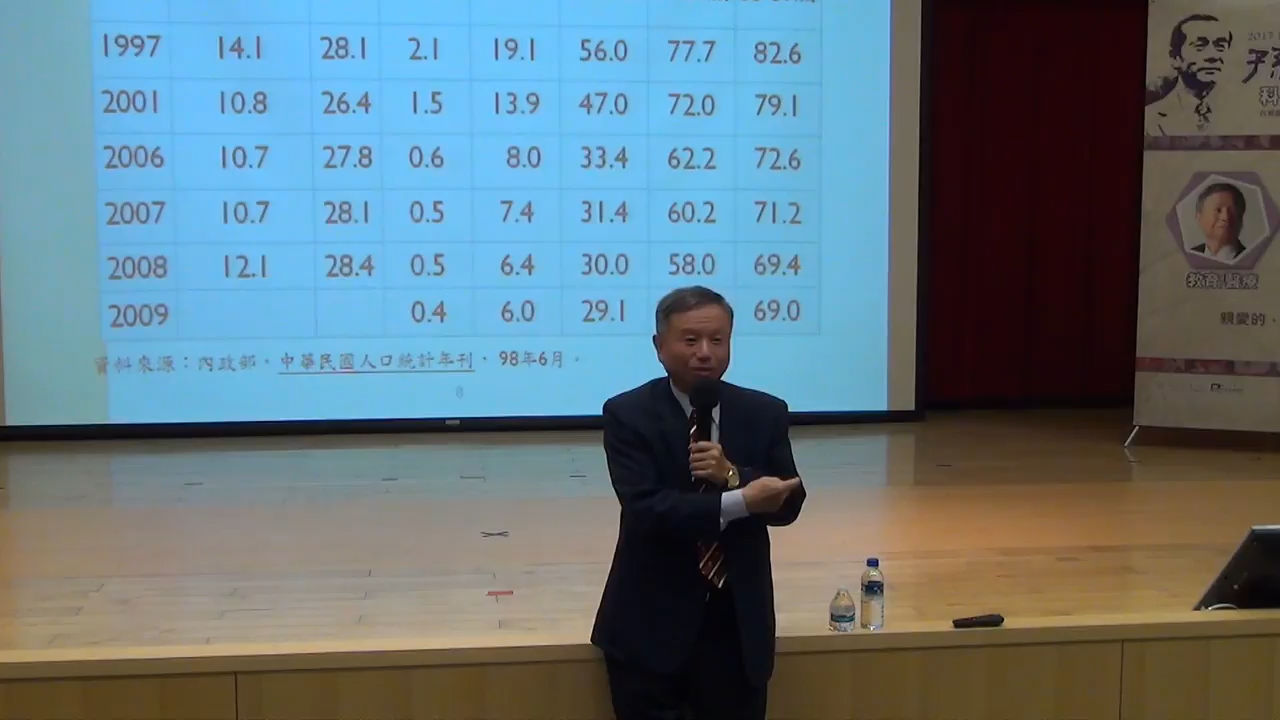 1997 14.1 28.1 2.1 19.1 56.0 77.7 82.6
2001 10.8 26.4 1.5 13.9 47.0 72.0 79.1
2006 10.7 27.8 0.6 8.0 33.4 62.2 72.6
2007 10.7 28.1 0.5 7.4 31.4 60.2 71.2
2008 12.1 28.4 0.5 6.4 30.0 58.0 69.4
2009 0.4 6.0 29.1 69.0
資料來源：內政部，中華民國人口統計年刊，98年6月。
科
教育 醫療
親愛的、